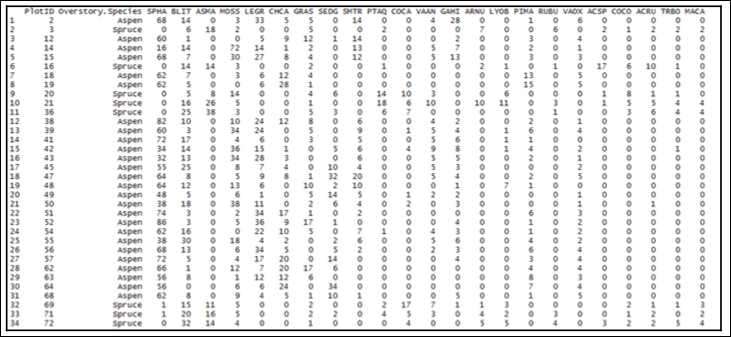 PlotID Overstory.Species SPHA BLIT ASMA MOSS LEGR CHCA GRAS SEDG SMTR PTAQ COCA VAAN GAHI ARNU LYOB PIMA RUBU VAOX ACSP COCO ACRU TRBO MACA
1 2 Aspen 68 14 0 3 33 5 5 0 14 0 0 4 28 0 0 1 0 6 0 0 0 0 0
2 3 Spruce 0 6 18 2 0 0 5 0 0 2 0 0 0 7 0 0 6 0 2 1 2 2 2
3 12 Aspen 60 1 0 0 5 9 12 1 14 0 0 0 2 0 0 3 0 4 0 0 0 0 0
4 14 Aspen 16 14 0 72 14 1 2 0 13 0 0 5 7 0 0 2 0 1 0 0 0 0 0
5 15 Aspen 68 7 0 30 27 8 4 0 12 0 0 5 13 0 0 3 0 3 0 0 0 0 0
6 16 Spruce 0 14 14 3 0 0 2 0 0 1 0 0 0 2 1 0 1 0 17 6 10 1 0
7 18 Aspen 62 7 0 3 6 12 4 0 0 0 0 0 0 0 0 13 0 5 0 0 0 0 0
8 19 Aspen 62 5 0 0 6 28 1 0 0 0 0 0 0 0 0 15 0 5 0 0 0 0 0
9 20 Spruce 0 5 8 14 0 0 4 6 0 14 10 3 0 0 6 0 0 0 1 8 1 1 0
10 21 Spruce 0 16 26 5 0 0 1 0 0 18 6 10 0 10 11 0 3 0 1 5 5 4 4
11 36 Spruce 0 25 38 3 0 0 5 3 0 6 7 0 0 0 0 0 1 0 0 3 6 4 4
12 38 Aspen 82 10 0 10 24 12 8 0 6 0 0 4 2 0 0 2 0 1 0 0 0 0 0
13 39 Aspen 60 3 0 34 24 0 5 0 9 0 1 5 4 0 1 6 0 4 0 0 0 0 0
14 41 Aspen 72 17 0 4 6 0 3 0 5 0 0 5 6 0 1 1 0 0 0 0 0 0 0
15 42 Aspen 34 14 0 36 15 1 0 5 6 0 4 9 8 0 1 4 0 2 0 0 0 1 0
16 43 Aspen 32 13 0 34 28 3 0 0 6 0 0 5 5 0 0 2 0 1 0 0 0 0 0
17 45 Aspen 55 25 0 8 7 4 0 10 4 0 0 5 3 0 0 0 0 2 0 0 0 0 0
18 47 Aspen 64 8 0 5 9 8 1 32 20 0 0 5 4 0 0 2 0 5 0 0 0 0 0
19 48 Aspen 64 12 0 13 6 0 10 2 10 0 0 0 1 7 1 0 0 0 0 0 0 0 0
20 49 Aspen 48 5 0 6 1 0 5 14 5 0 1 2 2 0 0 0 0 1 0 0 0 0 0
21 50 Aspen 38 18 0 38 11 0 2 6 4 0 2 3 0 0 1 0 0 1 0 0 1 0 0
22 51 Aspen 74 3 0 2 34 17 1 0 2 0 0 0 0 0 0 6 0 3 0 0 0 0 0
23 52 Aspen 86 3 0 5 36 9 17 1 0 0 0 0 4 0 0 1 0 2 0 0 0 0 0
24 54 Aspen 62 16 0 0 22 10 5 0 7 1 0 4 3 0 0 1 0 2 0 0 0 0 0
25 55 Aspen 38 30 0 18 4 2 0 2 6 0 0 5 6 0 0 4 0 2 0 0 0 0 0
26 56 Aspen 68 13 0 6 34 5 0 5 2 0 0 2 3 0 0 6 0 4 0 0 0 0 0
27 57 Aspen 72 5 0 4 17 20 0 14 0 0 0 0 4 0 0 3 0 4 0 0 0 0 0
28 62 Aspen 66 1 0 12 7 20 17 6 0 0 0 0 0 0 0 4 0 4 0 0 0 0 0
29 63 Aspen 56 8 0 1 12 12 6 0 0 0 0 0 0 0 0 8 0 3 0 0 0 0 0
30 64 Aspen 56 0 0 6 6 24 0 34 0 0 0 0 0 0 0 7 0 4 0 0 0 0 0
31 68 Aspen 62 8 0 9 4 5 1 10 1 0 0 0 5 0 0 1 0 5 0 0 0 0 0
32 69 Spruce 1 15 11 5 0 0 2 0 0 2 17 7 1 1 3 0 0 0 0 2 1 1 3
33 71 Spruce 1 20 16 5 0 0 2 0 2 4 5 3 0 4 2 0 3 0 0 1 2 0 2
34 72 Spruce 0 32 14 4 0 0 1 0 0 0 0 4 0 5 5 0 4 0 3 2 2 5 4